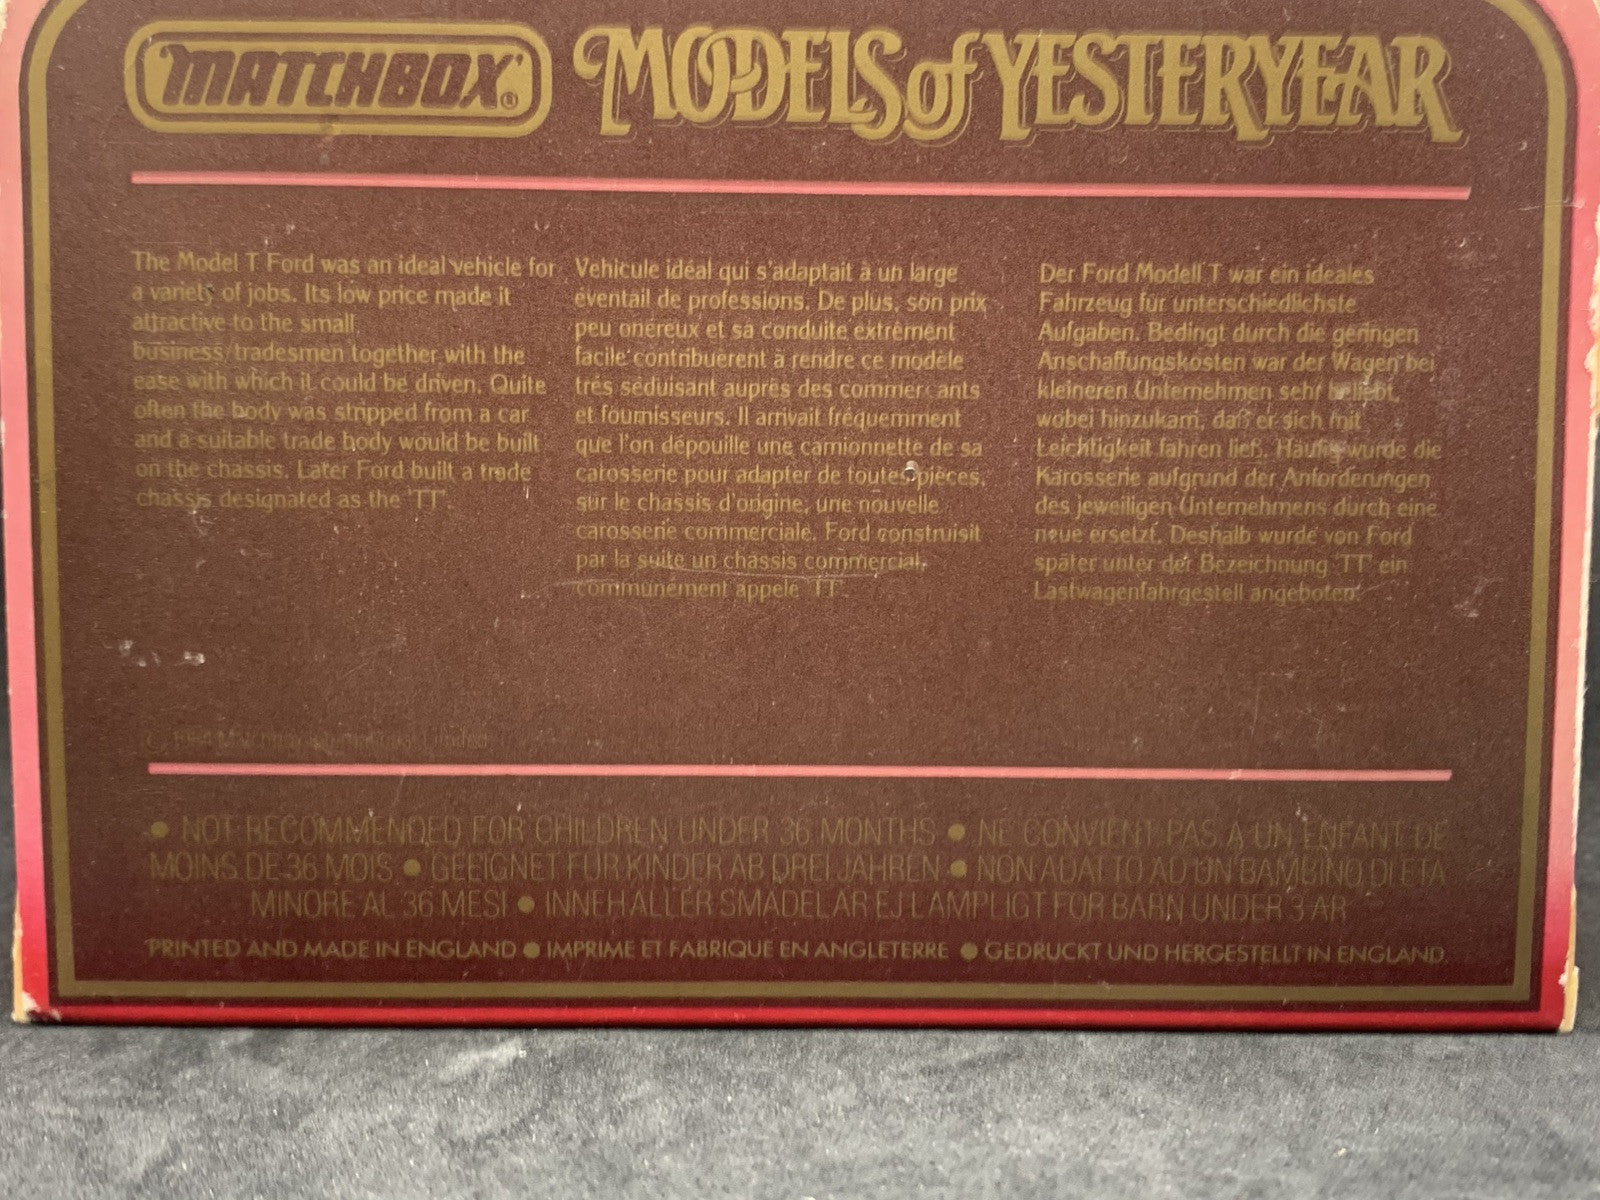 MATCHBOX®
MODELS of YESTERYEAR
The Model T Ford was an ideal vehicle for
a variety of jobs. Its low price made it
attractive to the small
business/tradesmen together with the
ease with which it could be driven. Quite
often the body was stripped from a car
and a suitable trade body would be built
on the chassis. Later Ford built a trade
chassis designated as the 'TT'.
Vehicule idéal qui s'adaptait à un large
éventail de professions. De plus, son prix
peu onéreux et sa conduite extrêment
facile contribuèrent à rendre ce modèle
trés séduisant auprès des commerçants
et fournisseurs. Il arrivait fréquemment
que l'on dépouille une camionnette de sa
catosserie pour adapter de toutes pièces,
sur le chassis d'origine, une nouvelle
carosserie commerciale. Ford construisit
par la suite un chassis commercial,
communément appelé 'TT'.
Der Ford Modell T war ein ideales
Fahrzeug für unterschiedlichste
Aufgaben. Bedingt durch die geringen
Anschaffungskosten war der Wagen bei
kleineren Unternehmen sehr beliebt,
wobei hinzukam, daß er sich mit
Leichtigkeit fahren ließ. Häufig wurde die
Karosserie aufgrund der Anforderungen
des jeweiligen Unternehmens durch eine
neue ersetzt. Deshalb wurde von Ford
später unter der Bezeichnung 'TT' ein
Lastwagenfahrgestell angeboten.
● NOT RECOMMENDED FOR CHILDREN UNDER 36 MONTHS ● NE CONVIENT PAS A UN ENFANT DE
MOINS DE 36 MOIS ● GEEIGNET FUR KINDER AB DREI JAHREN ● NON ADATTO AD UN BAMBINO DI ETA
MINORE AL 36 MESI ● INNEHALLER SMADELAR EJ LAMPLIGT FOR BARN UNDER 3 AR
PRINTED AND MADE IN ENGLAND ● IMPRIME ET FABRIQUE EN ANGLETERRE ● GEDRUCKT UND HERGESTELLT IN ENGLAND.